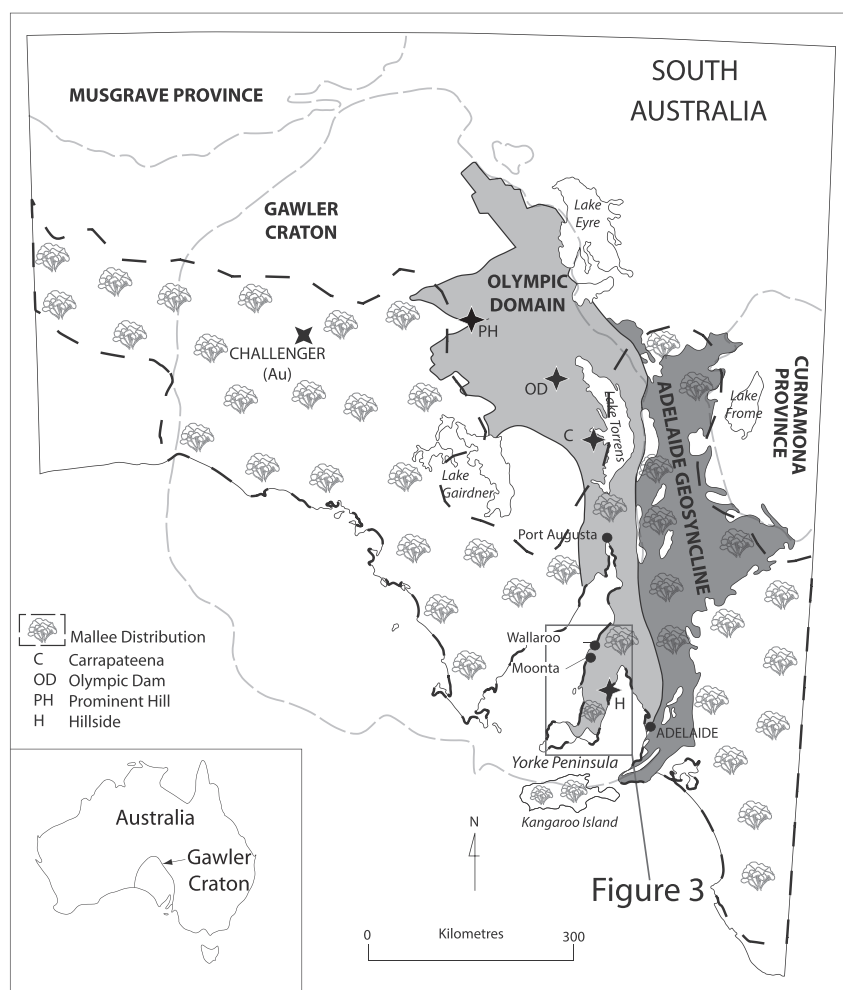 SOUTH
AUSTRALIA
MUSGRAVE PROVINCE
GAWLER
CRATON
Lake
Eyre
OLYMPIC
DOMAIN
PH
CHALLENGER
(Au)
OD
C
Lake Torrens
ADELAIDE GEOSYNCLINE
Lake
Frome
CURNAMONA
PROVINCE
Lake
Gairdner
Port Augusta
Wallaroo
Moonta
H
ADELAIDE
Yorke Peninsula
Kangaroo Island
Mallee Distribution
C Carrapateena
OD Olympic Dam
PH Prominent Hill
H Hillside
Australia
Gawler
Craton
N
Figure 3
0 Kilometres 300